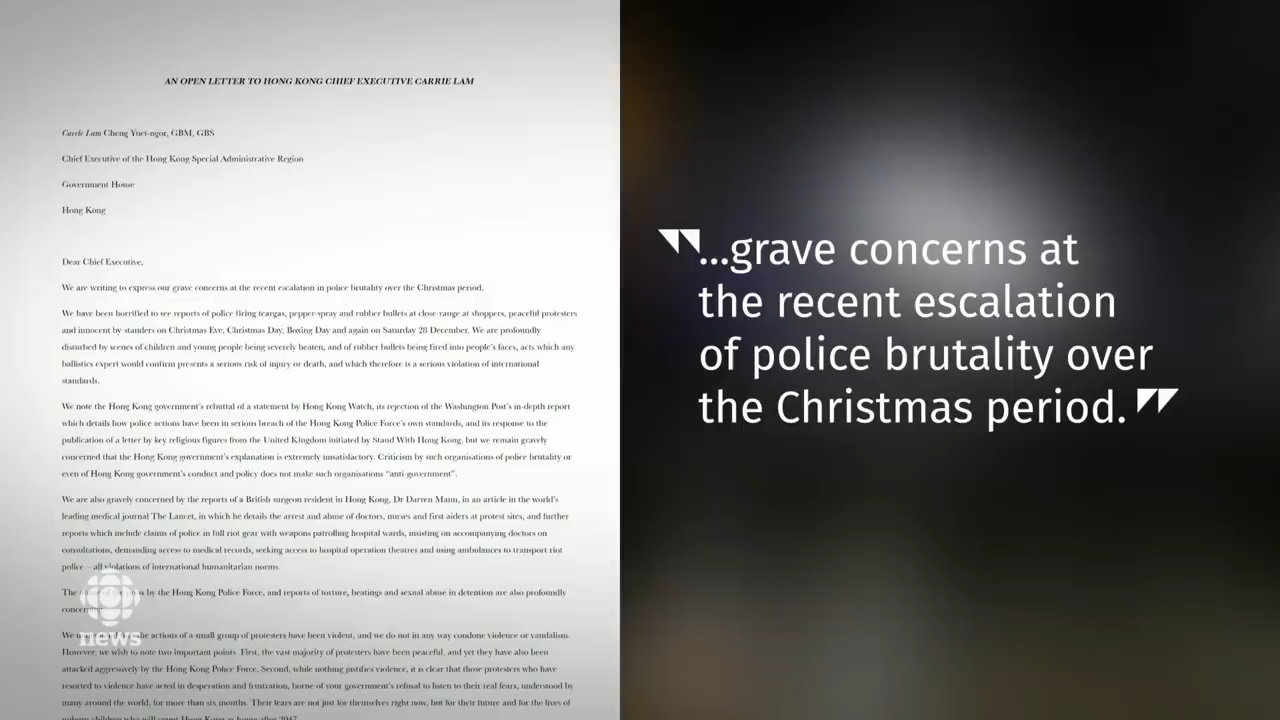 AN OPEN LETTER TO HONG KONG CHIEF EXECUTIVE CARRIE LAM
Carrie Lam Cheng Yuet-ngor, GBM, GBS
Chief Executive of the Hong Kong Special Administrative Region
Government House
Hong Kong
Dear Chief Executive,
We are writing to express our grave concerns at the recent escalation in police brutality over the Christmas period.
We have been horrified to see reports of police firing teargas, pepper-spray and rubber bullets at close-range at shoppers, peaceful protesters
and innocent by standers on Christmas Eve, Christmas Day, Boxing Day and again on Saturday 28 December. We are profoundly
disturbed by scenes of children and young people being severely beaten, and of rubber bullets being fired into people's faces, acts which any
ballistics expert would confirm presents a serious risk of injury or death, and which therefore is a serious violation of international
standards.
We note the Hong Kong government's rebuttal of a statement by Hong Kong Watch, its rejection of the Washington Post's in-depth report
which details how police actions have been in serious breach of the Hong Kong Police Force's own standards, and its response to the
publication of a letter by key religious figures from the United Kingdom initiated by Stand With Hong Kong, but we remain gravely
concerned that the Hong Kong government's explanation is extremely unsatisfactory. Criticism by such organisations of police brutality or
even of Hong Kong government's conduct and policy does not make such organisations "anti-government".
We are also gravely concerned by the reports of a British surgeon resident in Hong Kong, Dr Darren Mann, in an article in the world's
leading medical journal The Lancet, in which he details the arrest and abuse of doctors, nurses and first aiders at protest sites, and further
reports which include claims of police in full riot gear with weapons patrolling hospital wards, insisting on accompanying doctors on
consultations, demanding access to medical records, seeking access to hospital operation theatres and using ambulances to transport riot
police – all violations of international humanitarian norms.
The by the Hong Kong Police Force, and reports of torture, beatings and sexual abuse in detention are also profoundly
We the actions of a small group of protesters have been violent, and we do not in any way condone violence or vandalism.
However, we wish to note two important points. First, the vast majority of protesters have been peaceful, and yet they have also been
attacked aggressively by the Hong Kong Police Force. Second, while nothing justifies violence, it is clear that those protesters who have
resorted to violence have acted in desperation and frustration, borne of your government's refusal to listen to their real fears, understood by
many around the world, for more than six months. Their fears are not just for themselves right now, but for their future and for the lives of
unborn children who will count Hong Kong as home after 2047.
news
"...grave concerns at
the recent escalation
of police brutality over
the Christmas period."